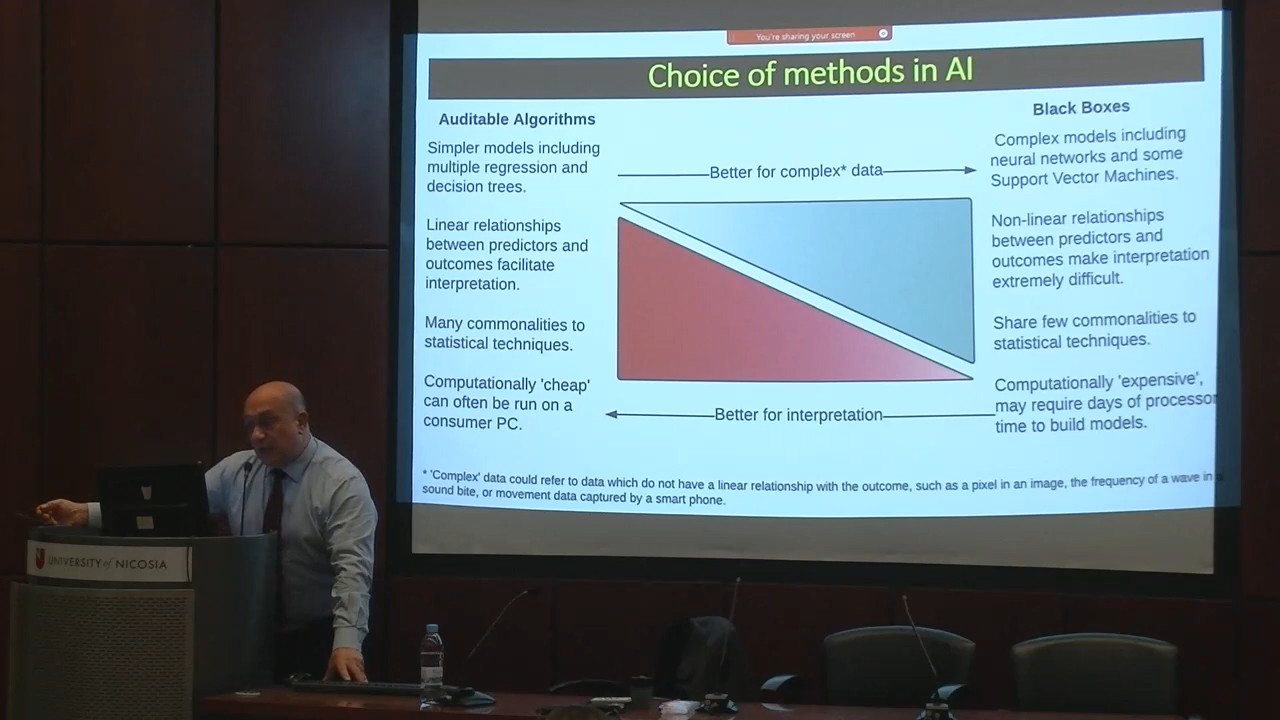 You're sharing your screen
Choice of methods in AI
Auditable Algorithms
Simpler models including
multiple regression and
decision trees.
Linear relationships
between predictors and
outcomes facilitate
interpretation.
Many commonalities to
statistical techniques.
Computationally 'cheap'
can often be run on a
consumer PC.
Better for complex* data
Better for interpretation
Black Boxes
Complex models including
neural networks and some
Support Vector Machines.
Non-linear relationships
between predictors and
outcomes make interpretation
extremely difficult.
Share few commonalities to
statistical techniques.
Computationally 'expensive',
may require days of processor
time to build models.
* 'Complex' data could refer to data which do not have a linear relationship with the outcome, such as a pixel in an image, the frequency of a wave in a
sound bite, or movement data captured by a smart phone.
UNIVERSITY of NICOSIA